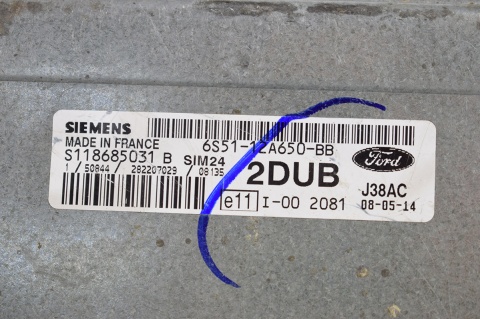 SIEMENS
MADE IN FRANCE
6S51-12A650-BB
S118685031 B SIM24
1 / 50844 / 282207029 / 08135
2DUB
Ford
J38AC
e11 I-00 2081
08-05-14